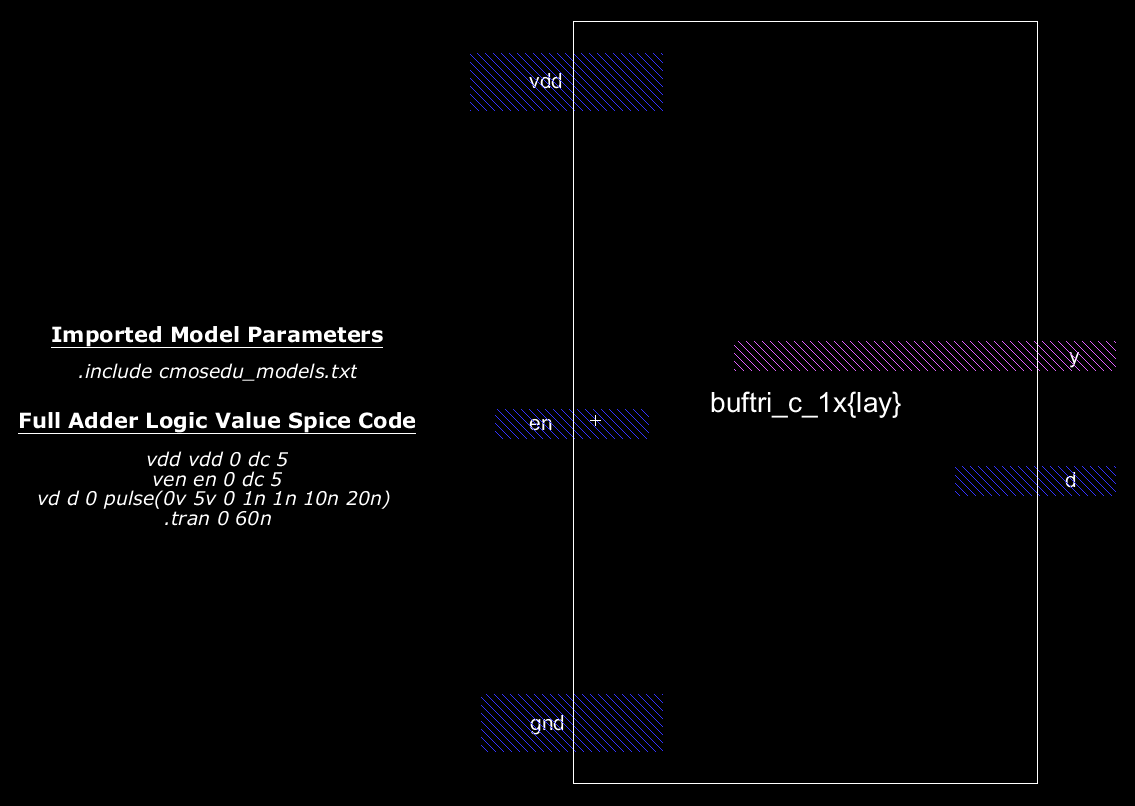 vdd
Imported Model Parameters
.include cmosedu_models.txt
y
buftri_c_1x{lay}
Full Adder Logic Value Spice Code
en
vdd vdd 0 dc 5
ven en 0 dc 5
vd d 0 pulse(0v 5v 0 1n 1n 10n 20n)
.tran 0 60n
d
gnd